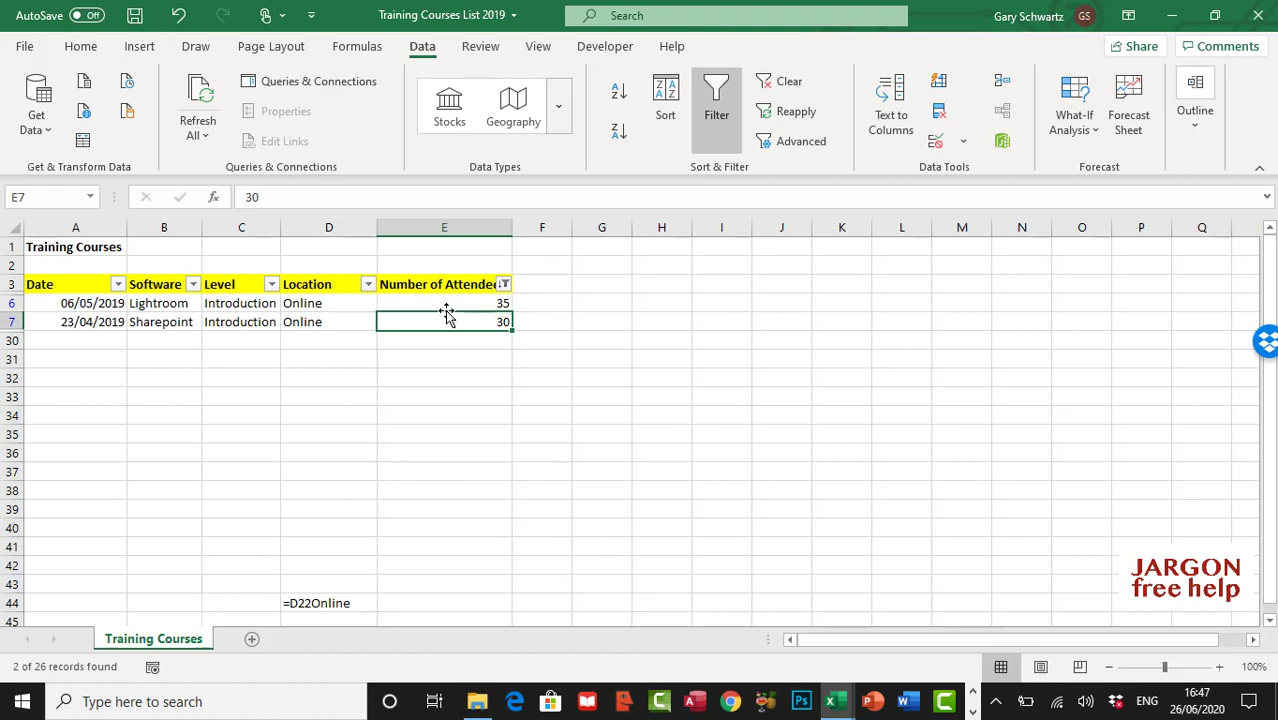 AutoSave Off Training Courses List 2019 Search Gary Schwartz GS
File Home Insert Draw Page Layout Formulas Data Review View Developer Help Share Comments
Get Data
Refresh All
Queries & Connections
Properties
Edit Links
Stocks Geography
Sort Filter
Clear
Reapply
Advanced
Text to Columns
What-If Analysis
Forecast Sheet
Outline
Get & Transform Data Queries & Connections Data Types Sort & Filter Data Tools Forecast
E7 fx 30
A B C D E F G H I J K L M N O P Q
1 Training Courses
2
3 Date Software Level Location Number of Attendee
6 06/05/2019 Lightroom Introduction Online 35
7 23/04/2019 Sharepoint Introduction Online 30
30
31
32
33
34
35
36
37
38
39
40
41
42
43
44 =D22Online
45
JARGON
free help
Training Courses
2 of 26 records found 100%
Type here to search ENG 16:47
26/06/2020